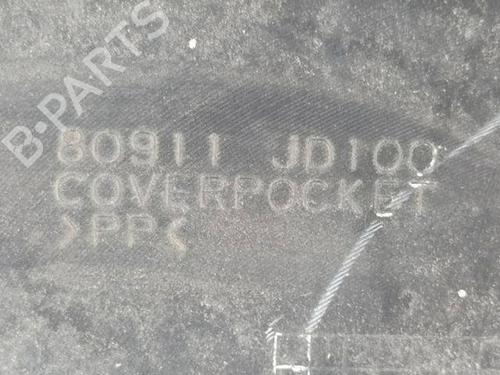 B-PARTS
80911 JD100
COVERPOCKET
>PP<